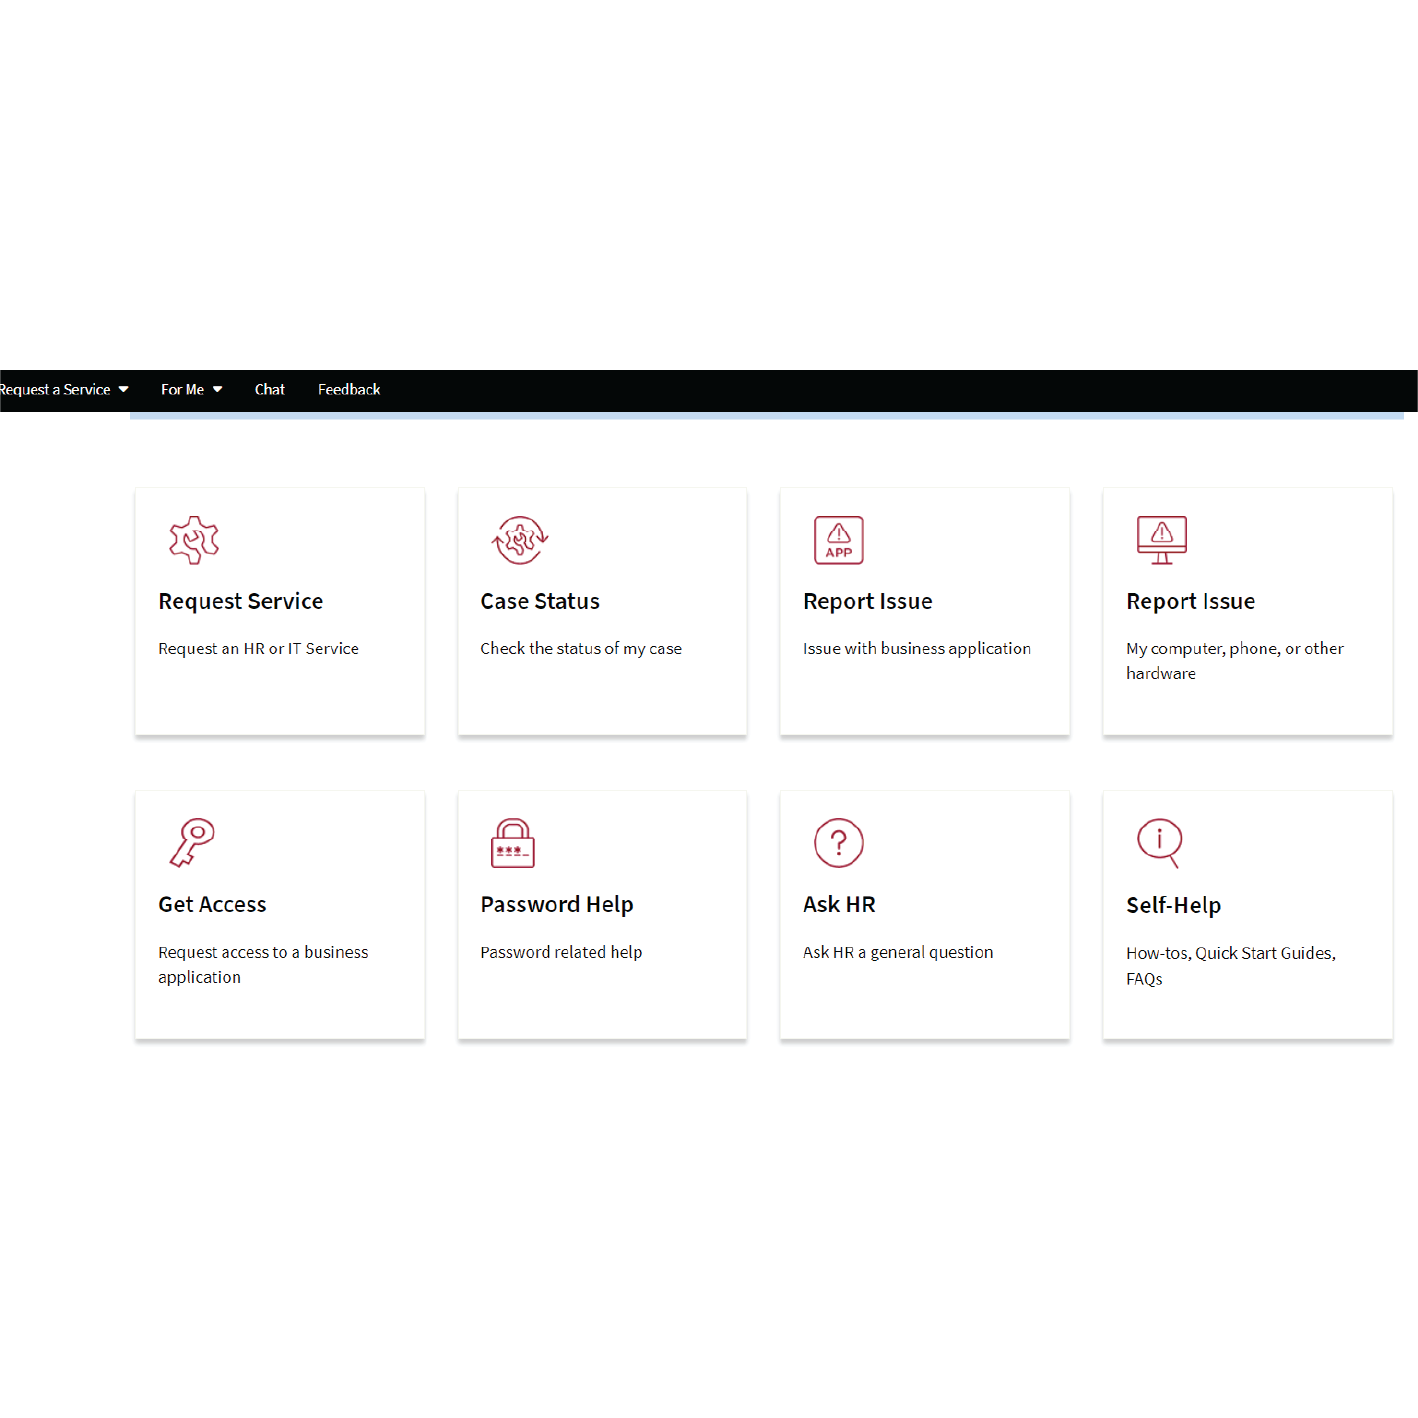 Request a Service
For Me
Chat
Feedback
APP
Request Service
Request an HR or IT Service
Case Status
Check the status of my case
Report Issue
Issue with business application
Report Issue
My computer, phone, or other
hardware
Get Access
Request access to a business
application
***_
Password Help
Password related help
?
Ask HR
Ask HR a general question
i
Self-Help
How-tos, Quick Start Guides,
FAQs